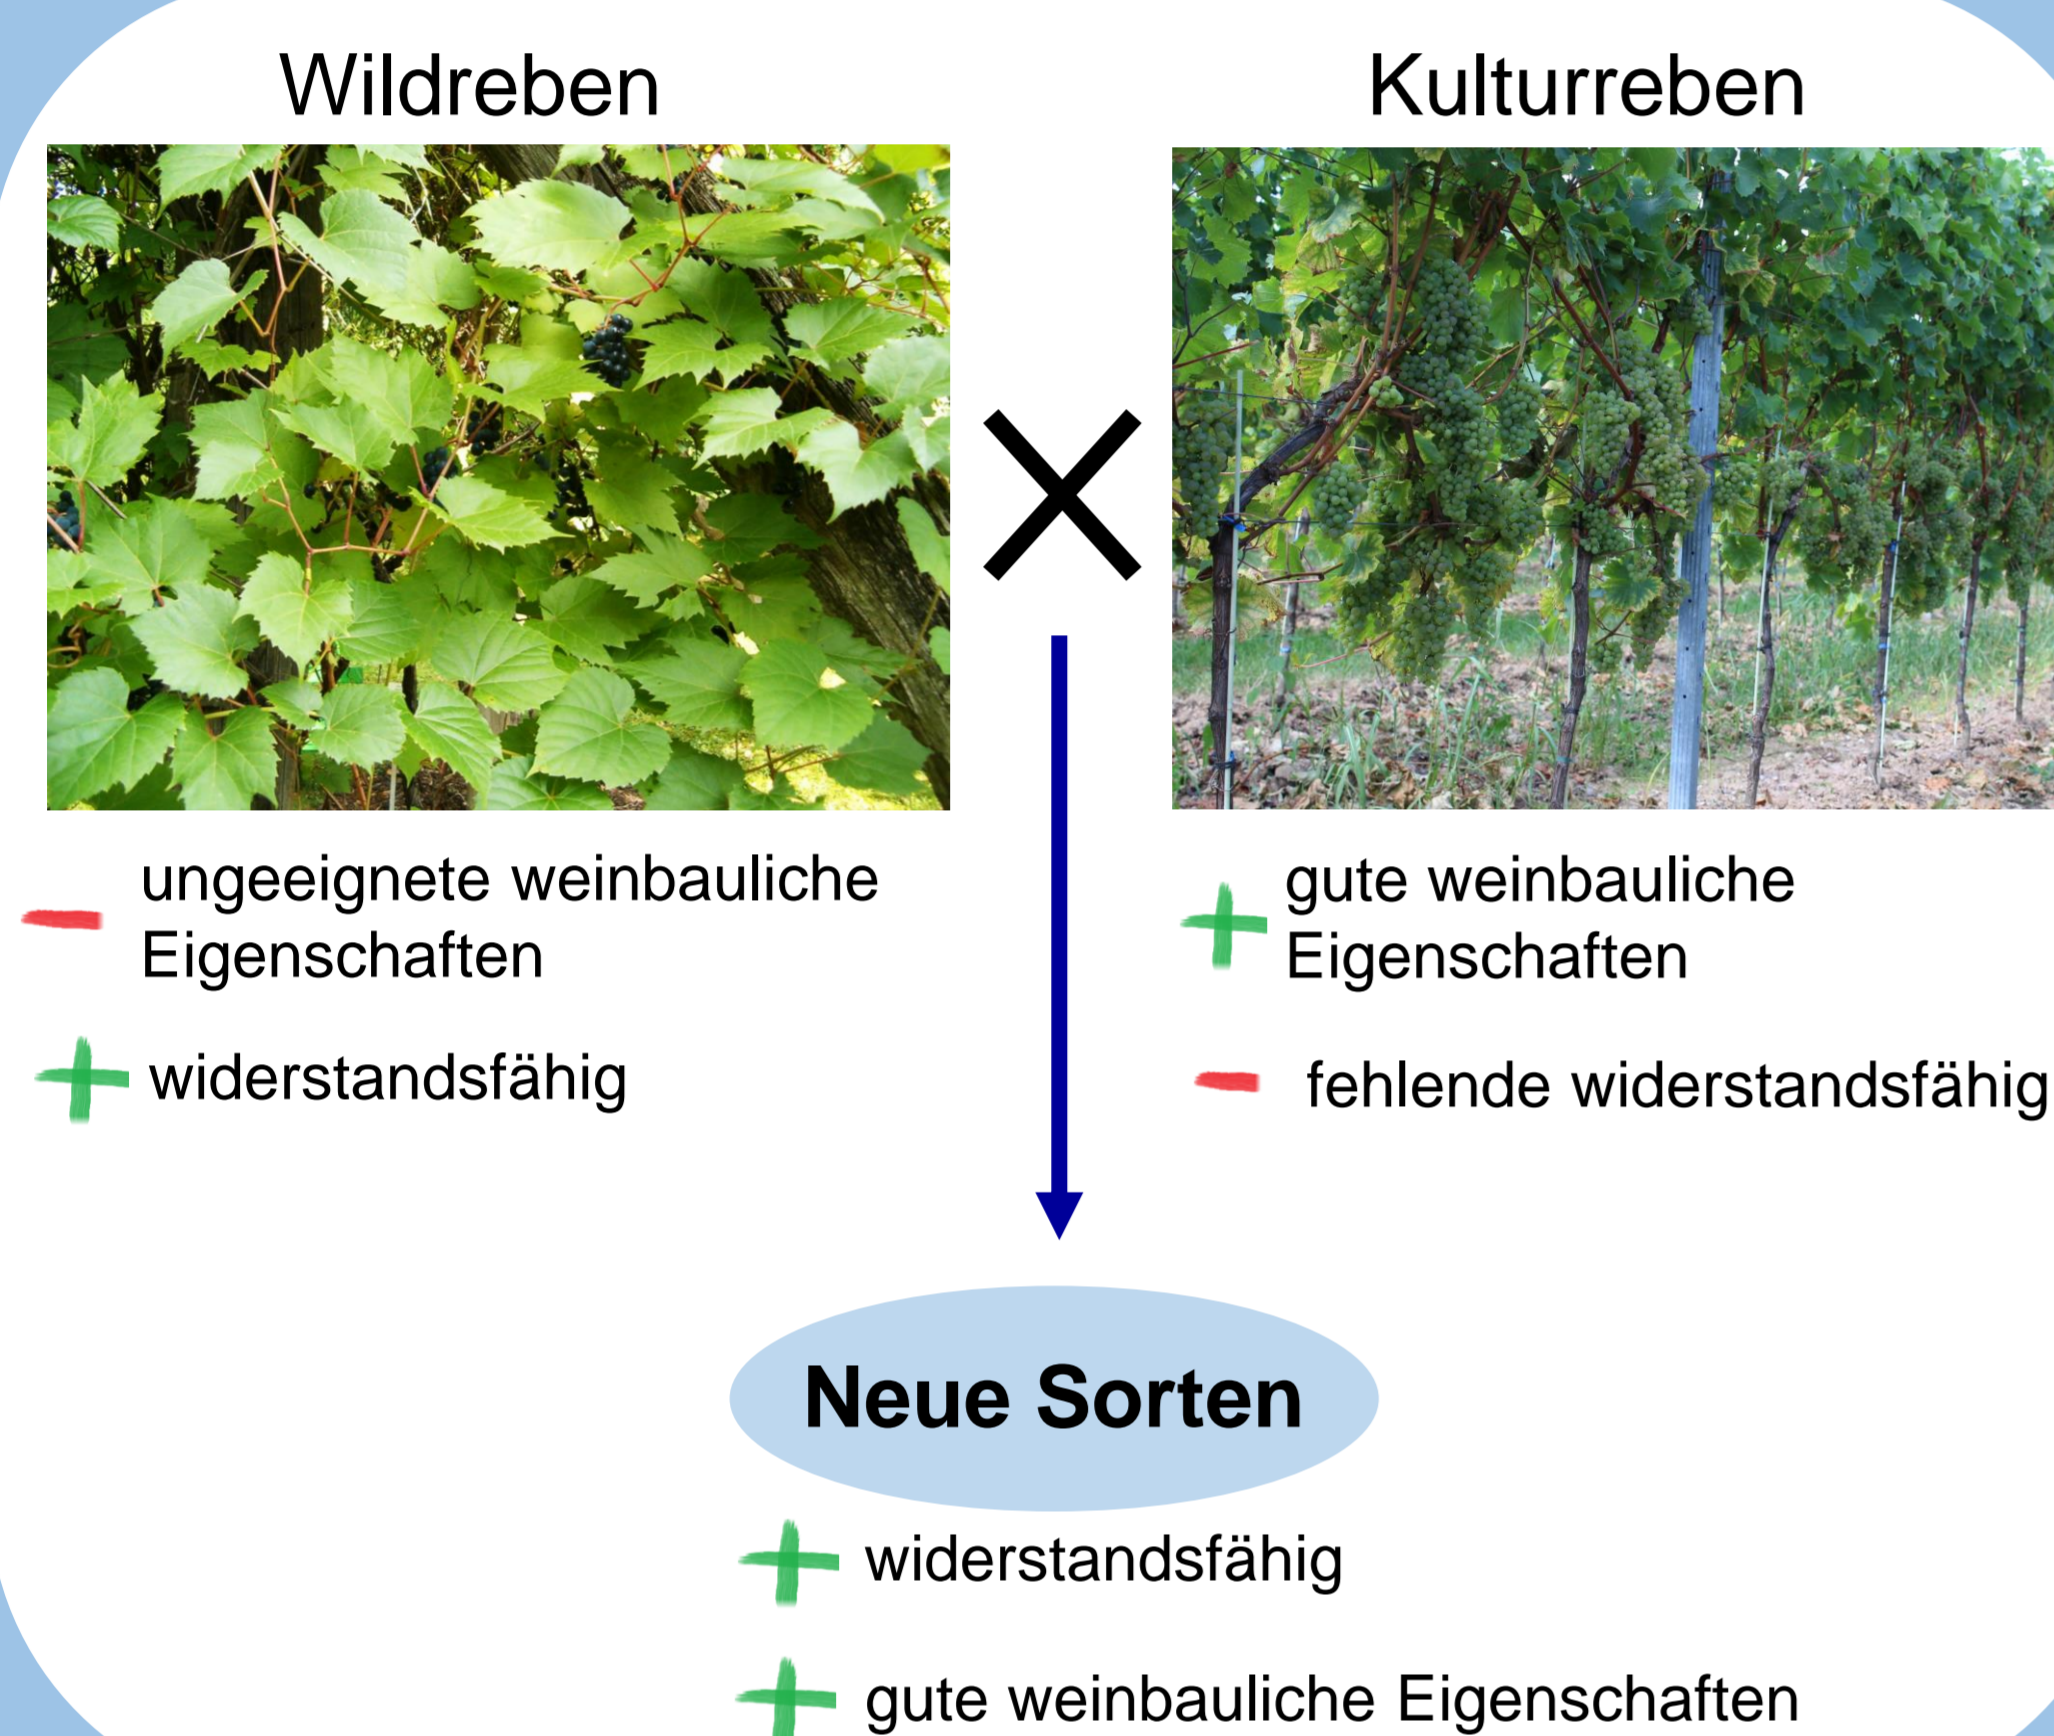 Wildreben
Kulturreben
ungeeignete weinbauliche
Eigenschaften
widerstandsfähig
gute weinbauliche
Eigenschaften
fehlende widerstandsfähig
Neue Sorten
widerstandsfähig
gute weinbauliche Eigenschaften